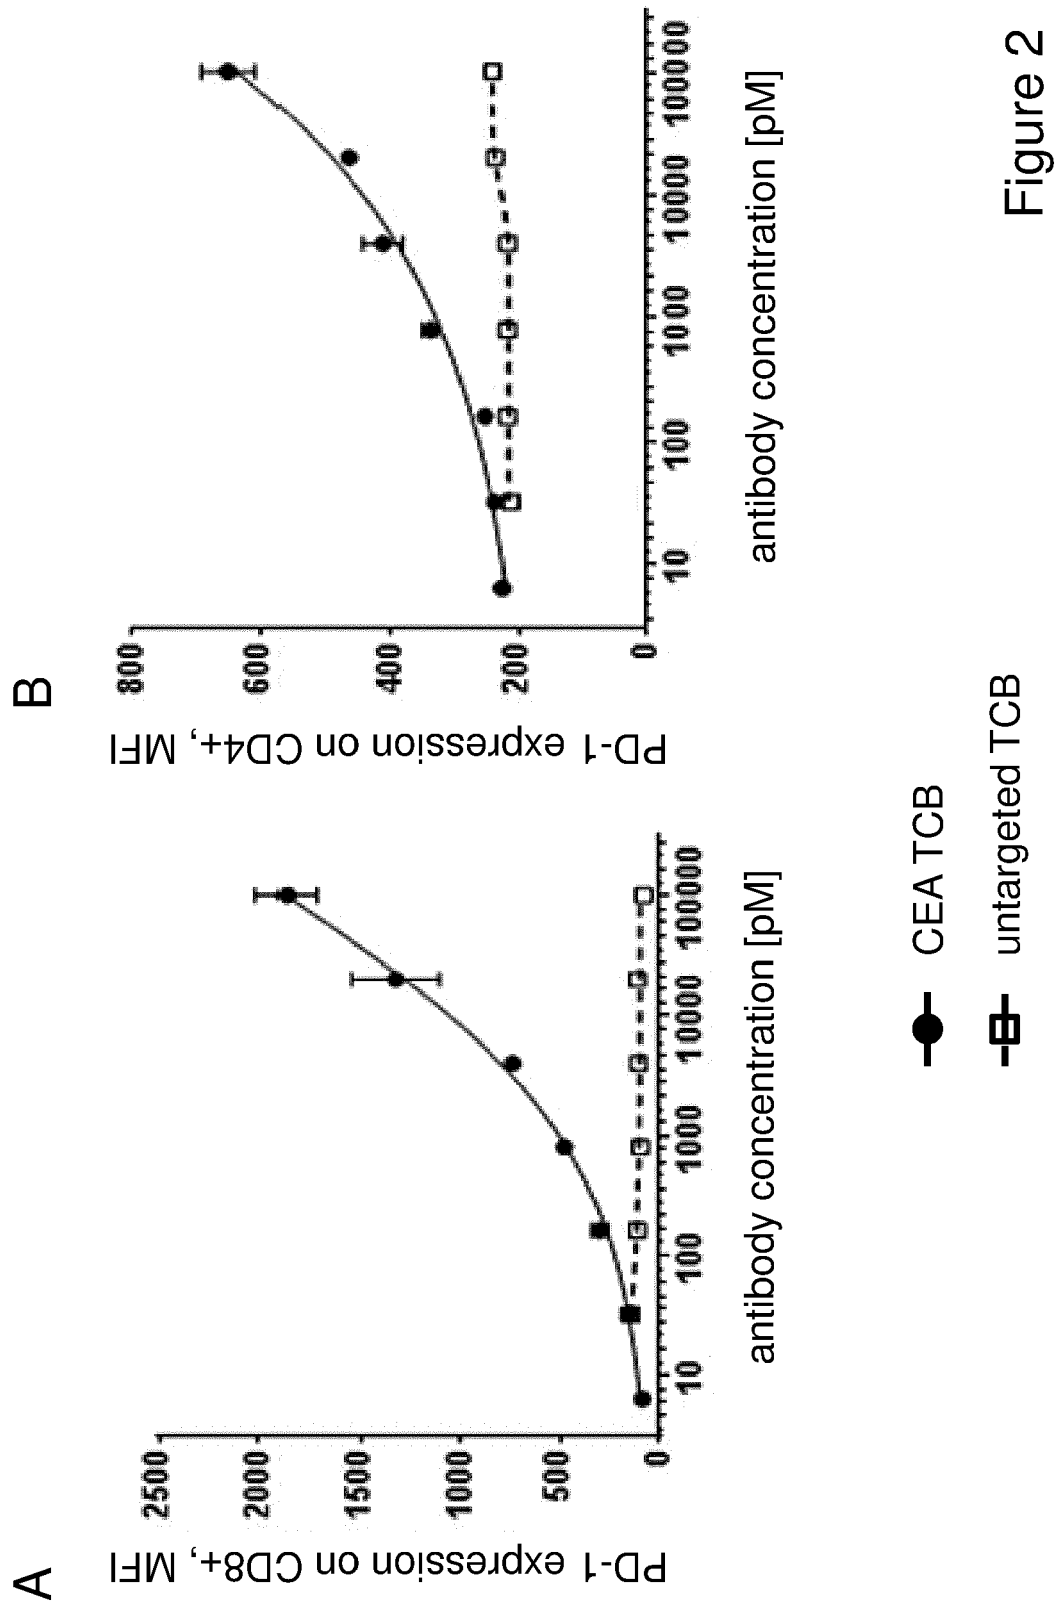 A
PD-1 expression on CD8+, MFI
2500
2000
1500
1000
500
0
10
100
1000
10000
100000
antibody concentration [pM]
B
PD-1 expression on CD4+, MFI
800
600
400
200
0
10
100
1000
10000
100000
antibody concentration [pM]
CEA TCB
untargeted TCB
Figure 2